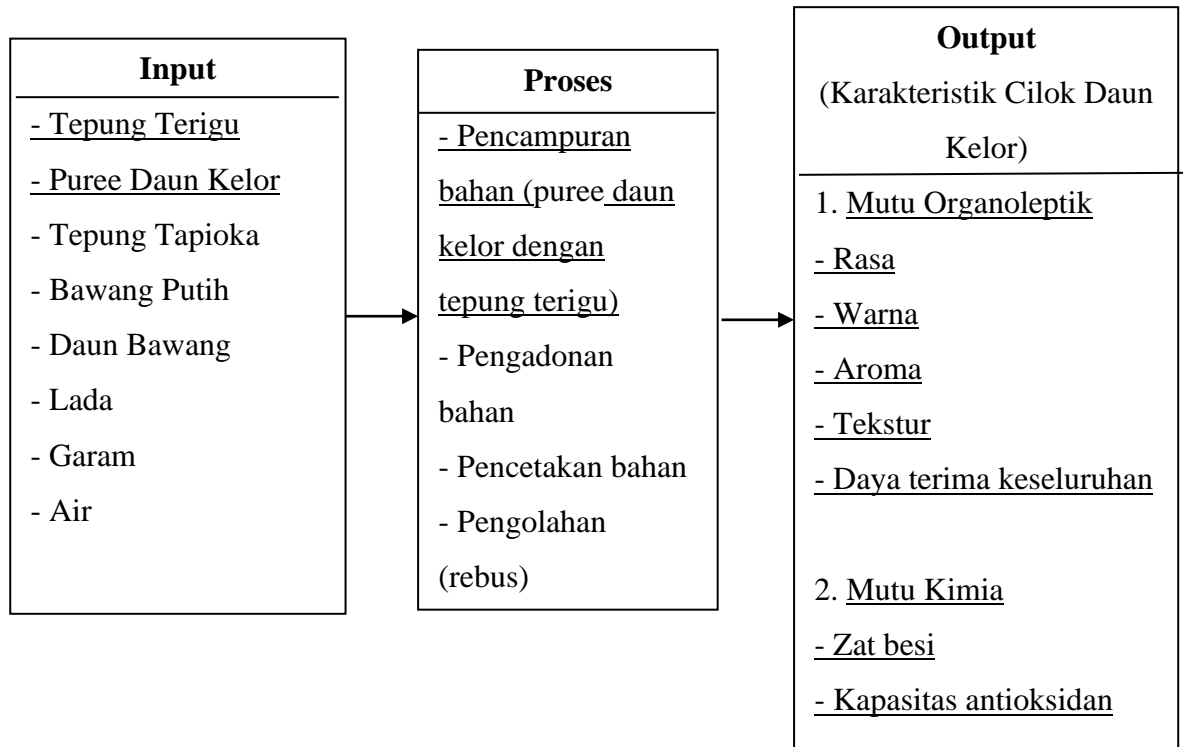 Input
- Tepung Terigu
- Puree Daun Kelor
- Tepung Tapioka
- Bawang Putih
- Daun Bawang
- Lada
- Garam
- Air
Proses
- Pencampuran
bahan (puree daun
kelor dengan
tepung terigu)
- Pengadonan
bahan
- Pencetakan bahan
- Pengolahan
(rebus)
Output
(Karakteristik Cilok Daun
Kelor)
1. Mutu Organoleptik
- Rasa
- Warna
- Aroma
- Tekstur
- Daya terima keseluruhan
2. Mutu Kimia
- Zat besi
- Kapasitas antioksidan